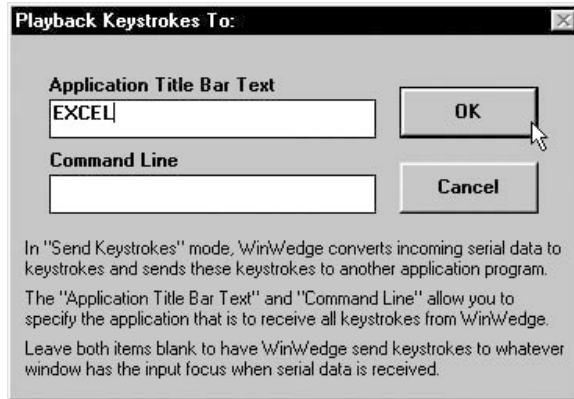 Playback Keystrokes To:
Application Title Bar Text
EXCEL
OK
Command Line
Cancel
In "Send Keystrokes" mode, WinWedge converts incoming serial data to
keystrokes and sends these keystrokes to another application program.
The "Application Title Bar Text" and "Command Line" allow you to
specify the application that is to receive all keystrokes from WinWedge.
Leave both items blank to have WinWedge send keystrokes to whatever
window has the input focus when serial data is received.